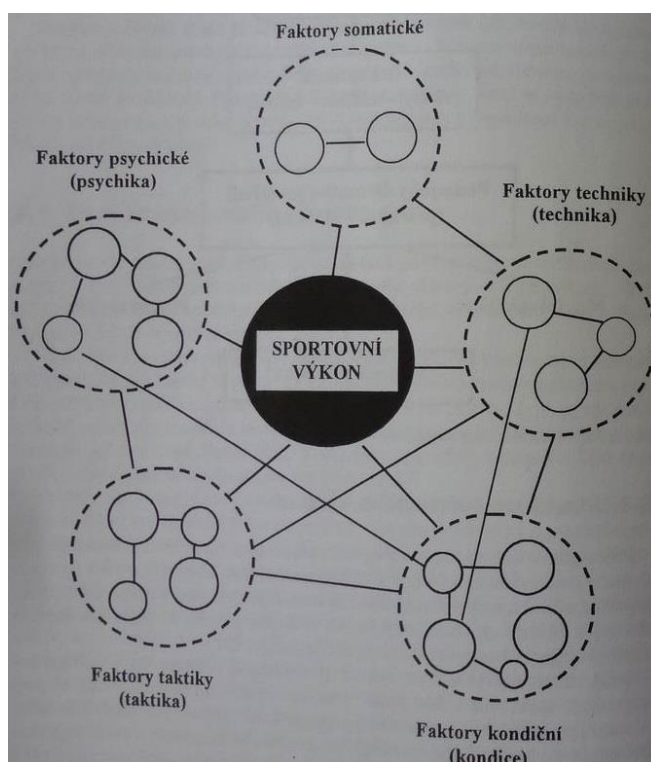 Faktory somatické
Faktory psychické
(psychika)
Faktory techniky
(technika)
SPORTOVNÍ
VÝKON
Faktory taktiky
(taktika)
Faktory kondiční
(kondice)